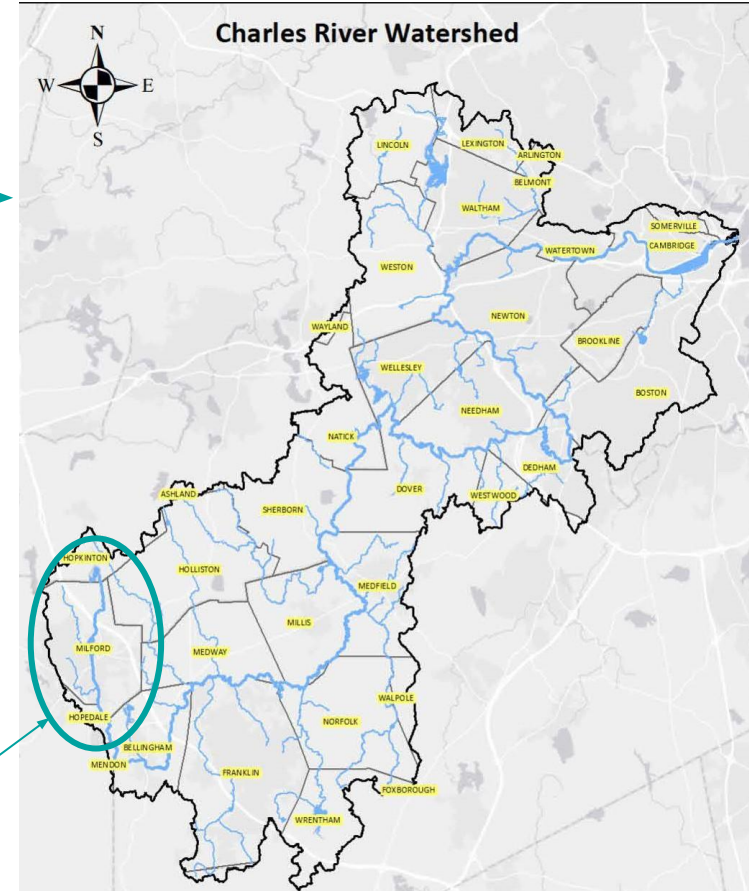 Charles River Watershed
N
W E
S
LINCOLN
LEXINGTON
ARLINGTON
BELMONT
WALTHAM
SOMERVILLE
CAMBRIDGE
WATERTOWN
WESTON
WAYLAND
NEWTON
BROOKLINE
WELLESLEY
BOSTON
NEEDHAM
NATICK
DEDHAM
DOVER
WESTWOOD
ASHLAND
SHERBORN
HOPKINTON
HOLLISTON
MEDFIELD
MILLIS
MILFORD
MEDWAY
WALPOLE
HOPEDALE
NORFOLK
BELLINGHAM
MENDON
FRANKLIN
FOXBOROUGH
WRENTHAM